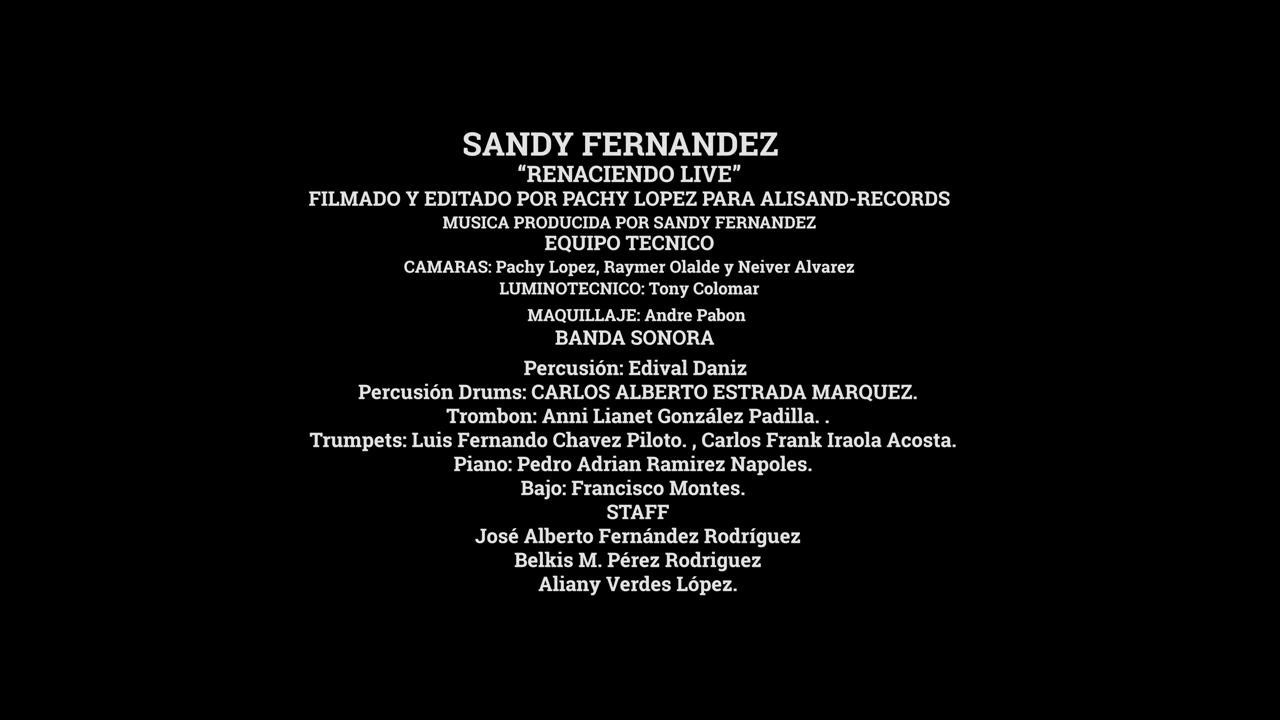 SANDY FERNANDEZ
“RENACIENDO LIVE”
FILMADO Y EDITADO POR PACHY LOPEZ PARA ALISAND-RECORDS
MUSICA PRODUCIDA POR SANDY FERNANDEZ
EQUIPO TECNICO
CAMARAS: Pachy Lopez, Raymer Olalde y Neiver Alvarez
LUMINOTECNICO: Tony Colomar
MAQUILLAJE: Andre Pabon
BANDA SONORA
Percusión: Edival Daniz
Percusión Drums: CARLOS ALBERTO ESTRADA MARQUEZ.
Trombon: Anni Lianet González Padilla. .
Trumpets: Luis Fernando Chavez Piloto. , Carlos Frank Iraola Acosta.
Piano: Pedro Adrian Ramirez Napoles.
Bajo: Francisco Montes.
STAFF
José Alberto Fernández Rodríguez
Belkis M. Pérez Rodriguez
Aliany Verdes López.